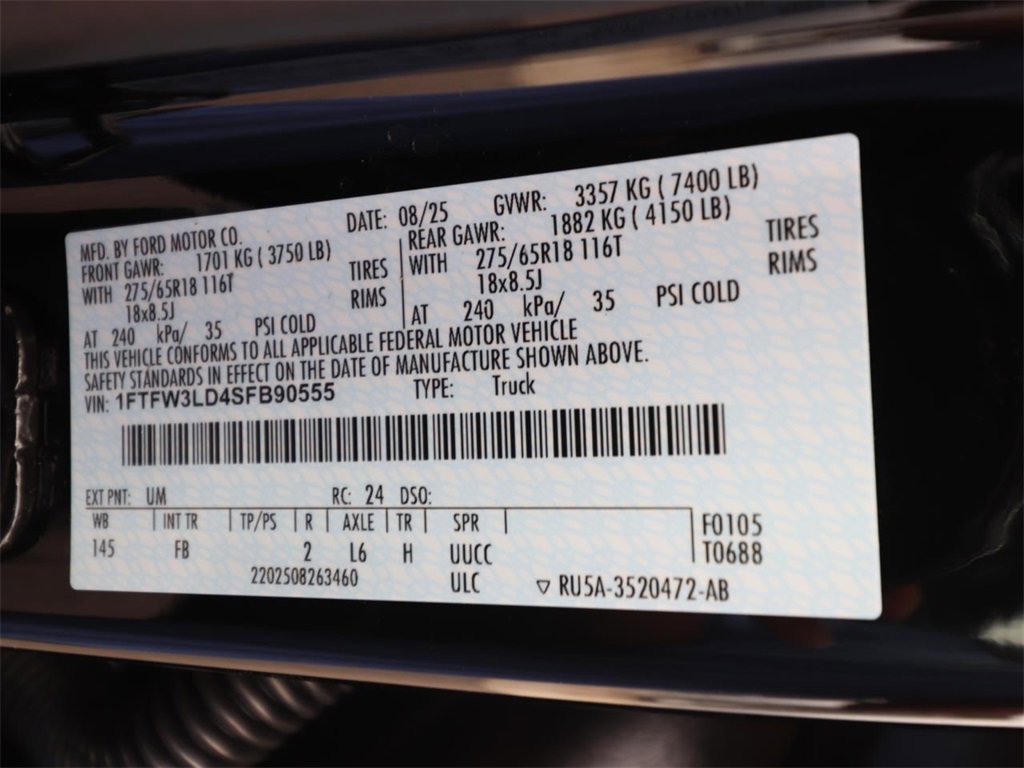 MFD. BY FORD MOTOR CO. DATE: 08/25 GVWR: 3357 KG ( 7400 LB)
FRONT GAWR: 1701 KG ( 3750 LB) REAR GAWR: 1882 KG ( 4150 LB)
WITH 275/65R18 116T TIRES WITH 275/65R18 116T TIRES
18x8.5J RIMS 18x8.5J RIMS
AT 240 kPa/ 35 PSI COLD AT 240 kPa/ 35 PSI COLD
THIS VEHICLE CONFORMS TO ALL APPLICABLE FEDERAL MOTOR VEHICLE
SAFETY STANDARDS IN EFFECT ON THE DATE OF MANUFACTURE SHOWN ABOVE.
VIN: 1FTFW3LD4SFB90555 TYPE: Truck
EXT PNT: UM RC: 24 DSO:
WB INT TR TP/PS R AXLE TR SPR F0105
145 FB 2 L6 H UUCC T0688
2202508263460 ULC ▽ RU5A-3520472-AB